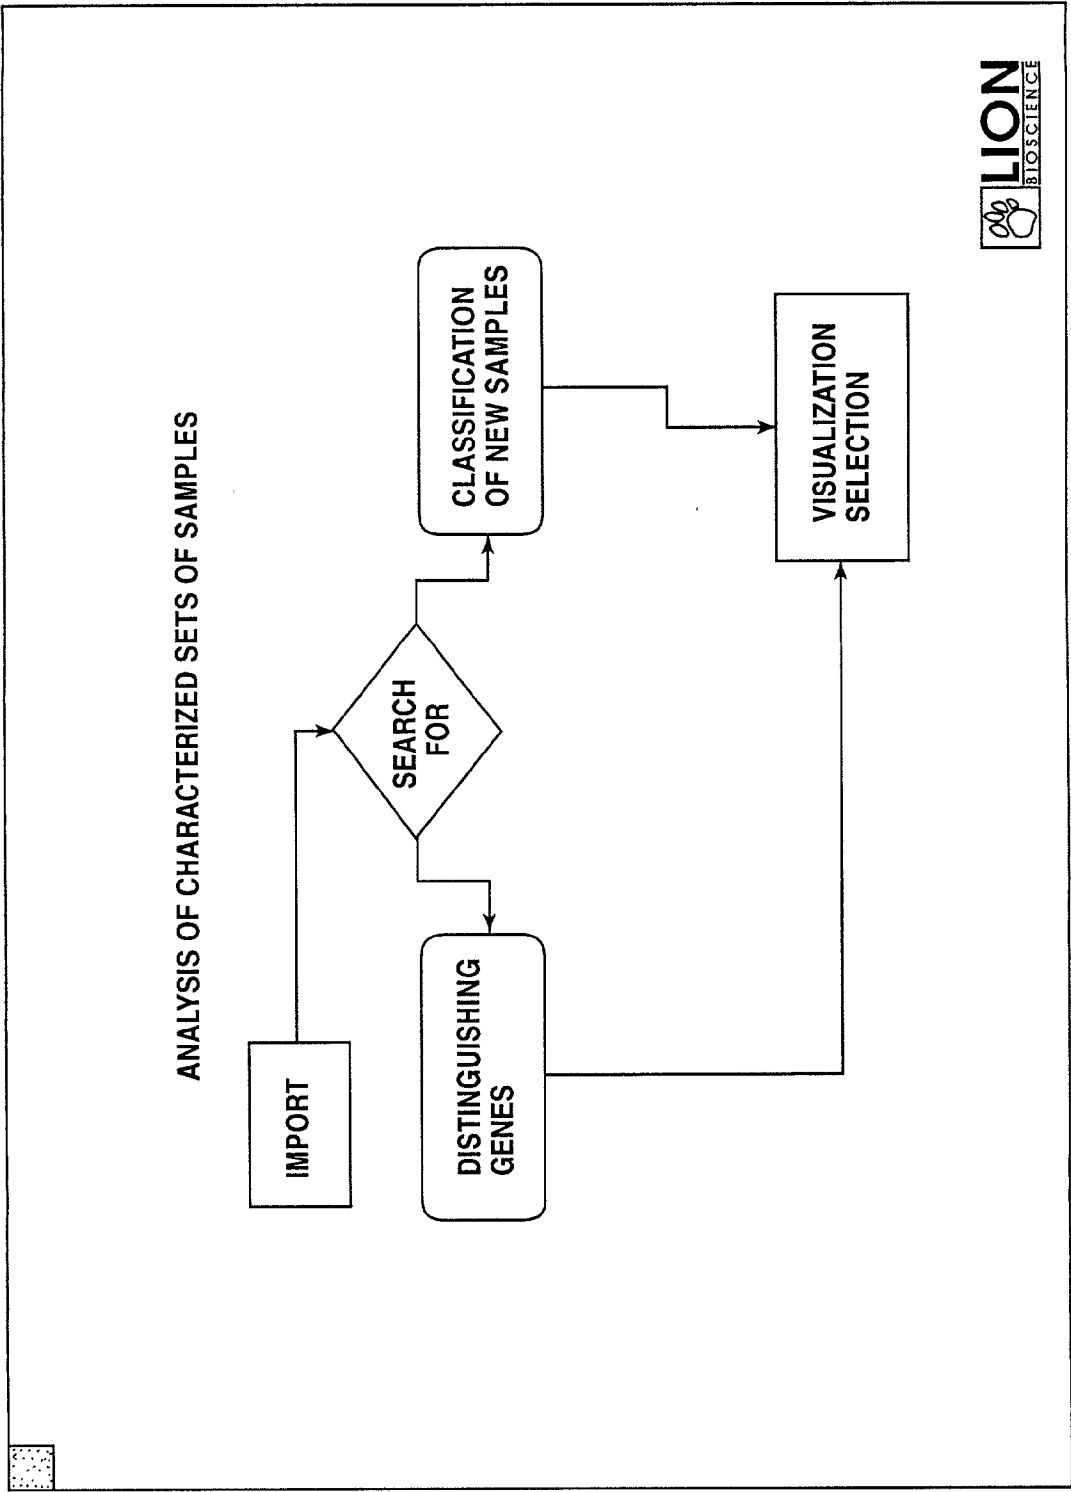 ANALYSIS OF CHARACTERIZED SETS OF SAMPLES
IMPORT
SEARCH
FOR
DISTINGUISHING
GENES
CLASSIFICATION
OF NEW SAMPLES
VISUALIZATION
SELECTION
LION
BIOSCIENCE